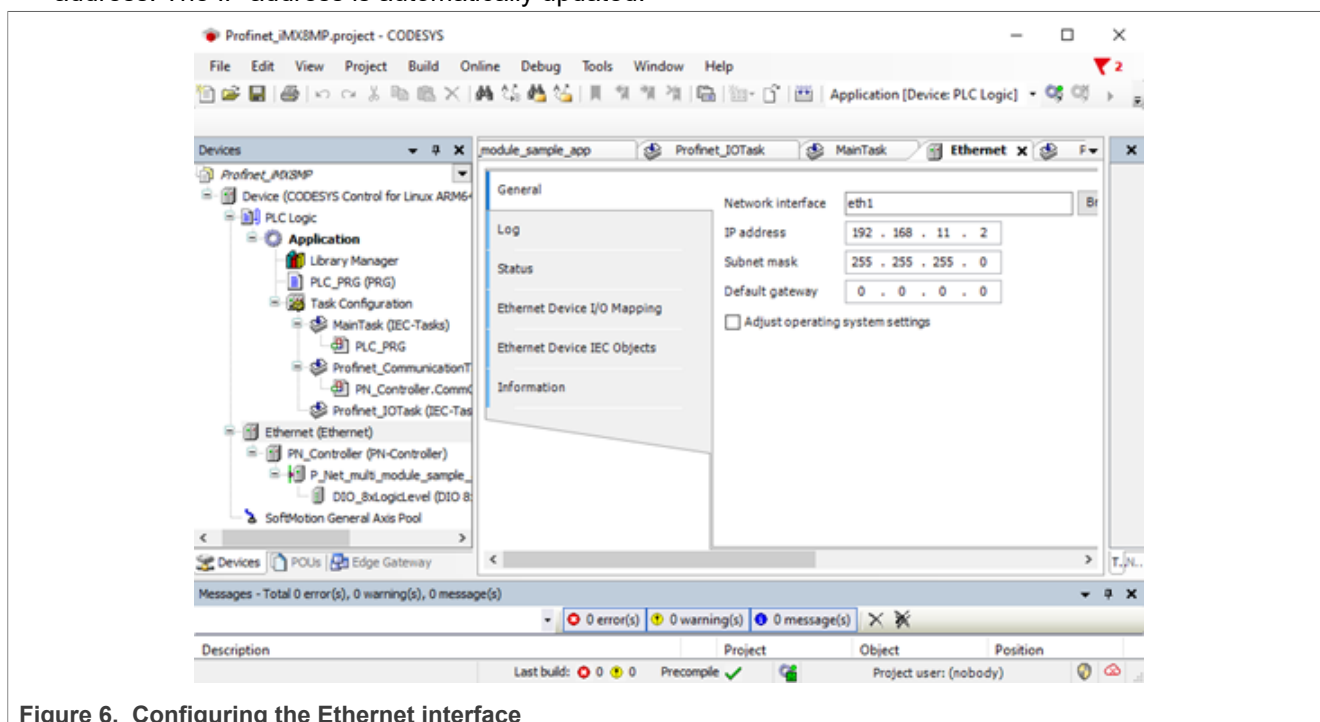 address. The IP address is automatically updated.
Profinet_iMX8MP.project - CODESYS
File Edit View Project Build Online Debug Tools Window Help
2
Application [Device: PLC Logic]
Devices
_module_sample_app Profinet_IOTask MainTask Ethernet
Profinet_iMX8MP
Device (CODESYS Control for Linux ARM64
PLC Logic
Application
Library Manager
PLC_PRG (PRG)
Task Configuration
MainTask (IEC-Tasks)
PLC_PRG
Profinet_CommunicationT
PN_Controller.Comm
Profinet_IOTask (IEC-Tas
Ethernet (Ethernet)
PN_Controller (PN-Controller)
P_Net_multi_module_sample_
DIO_8xLogicLevel (DIO 8
SoftMotion General Axis Pool
Devices POUs Edge Gateway
General
Log
Status
Ethernet Device I/O Mapping
Ethernet Device IEC Objects
Information
Network interface eth1 Br
IP address 192 . 168 . 11 . 2
Subnet mask 255 . 255 . 255 . 0
Default gateway 0 . 0 . 0 . 0
Adjust operating system settings
T... N...
Messages - Total 0 error(s), 0 warning(s), 0 message(s)
0 error(s) 0 warning(s) 0 message(s)
Description Project Object Position
Last build: 0 0 Precompile Project user: (nobody)
Figure 6. Configuring the Ethernet interface